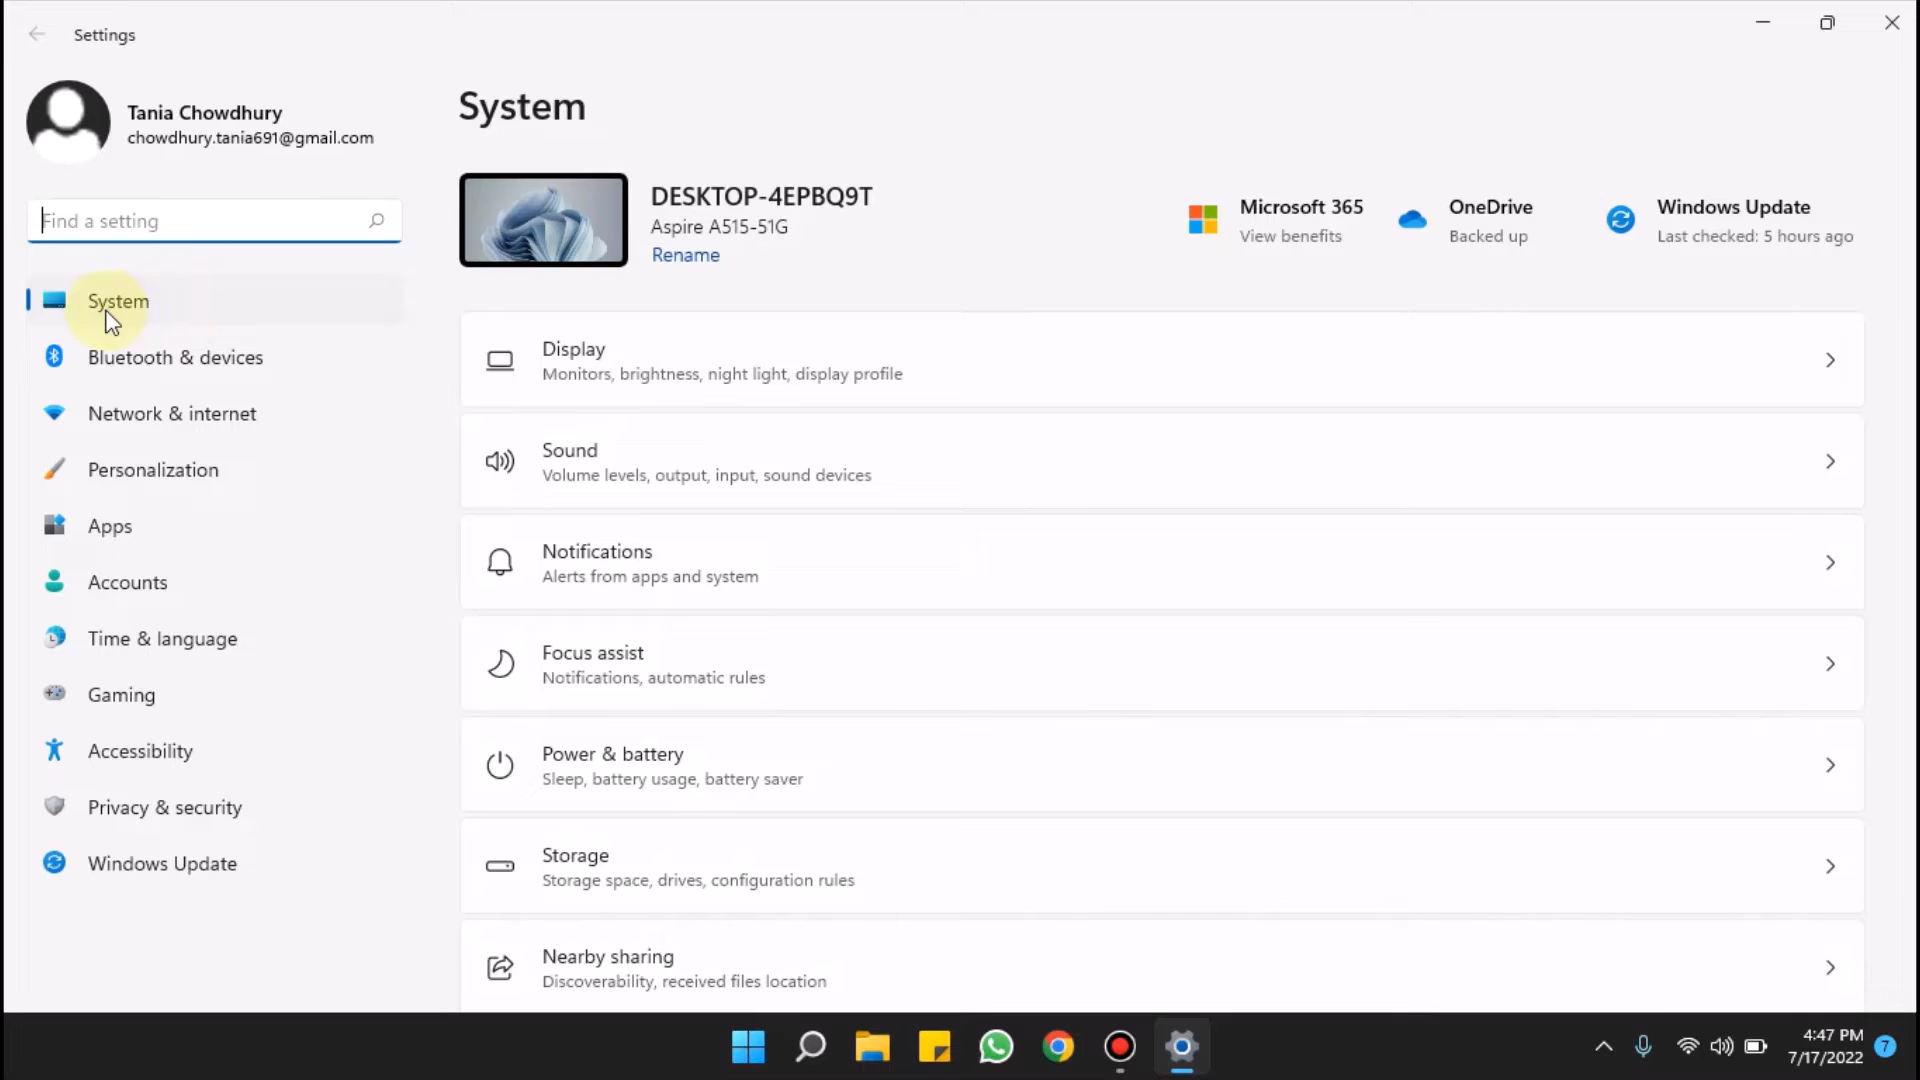 Settings
Tania Chowdhury
chowdhury.tania691@gmail.com
Find a setting
System
Bluetooth & devices
Network & internet
Personalization
Apps
Accounts
Time & language
Gaming
Accessibility
Privacy & security
Windows Update
System
DESKTOP-4EPBQ9T
Aspire A515-51G
Rename
Microsoft 365
View benefits
OneDrive
Backed up
Windows Update
Last checked: 5 hours ago
Display
Monitors, brightness, night light, display profile
Sound
Volume levels, output, input, sound devices
Notifications
Alerts from apps and system
Focus assist
Notifications, automatic rules
Power & battery
Sleep, battery usage, battery saver
Storage
Storage space, drives, configuration rules
Nearby sharing
Discoverability, received files location
4:47 PM
7/17/2022
7